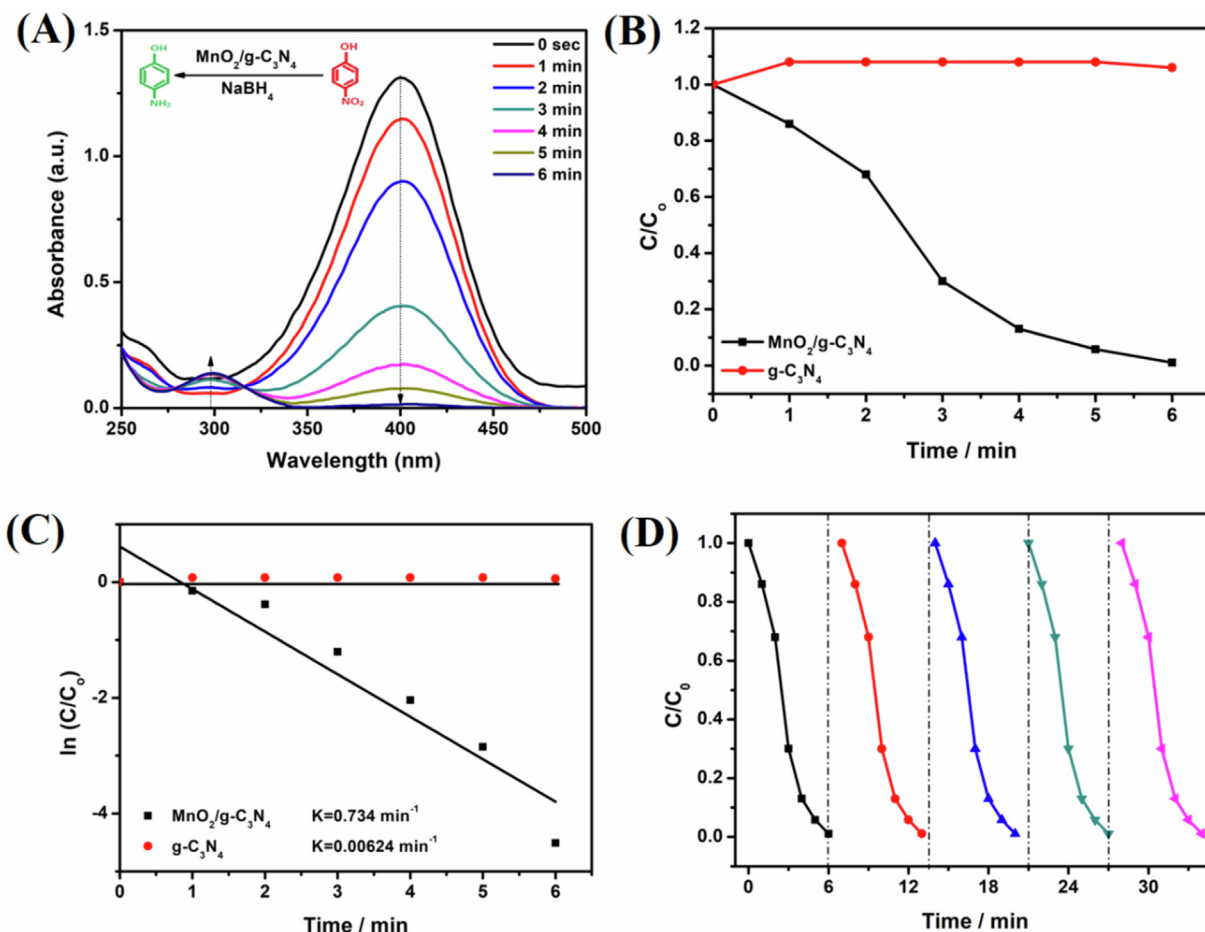 (A)
1.5
1.0
0.5
0.0
Absorbance (a.u.)
OH
NH₂
MnO₂/g-C₃N₄
NaBH₄
OH
NO₂
0 sec
1 min
2 min
3 min
4 min
5 min
6 min
250 300 350 400 450 500
Wavelength (nm)
(B)
1.2
1.0
0.8
0.6
0.4
0.2
0.0
C/Cₒ
MnO₂/g-C₃N₄
g-C₃N₄
0 1 2 3 4 5 6
Time / min
(C)
0
-2
-4
ln (C/Cₒ)
MnO₂/g-C₃N₄ K=0.734 min⁻¹
g-C₃N₄ K=0.00624 min⁻¹
0 1 2 3 4 5 6
Time / min
(D)
1.0
0.8
0.6
0.4
0.2
0.0
C/C₀
0 6 12 18 24 30
Time / min